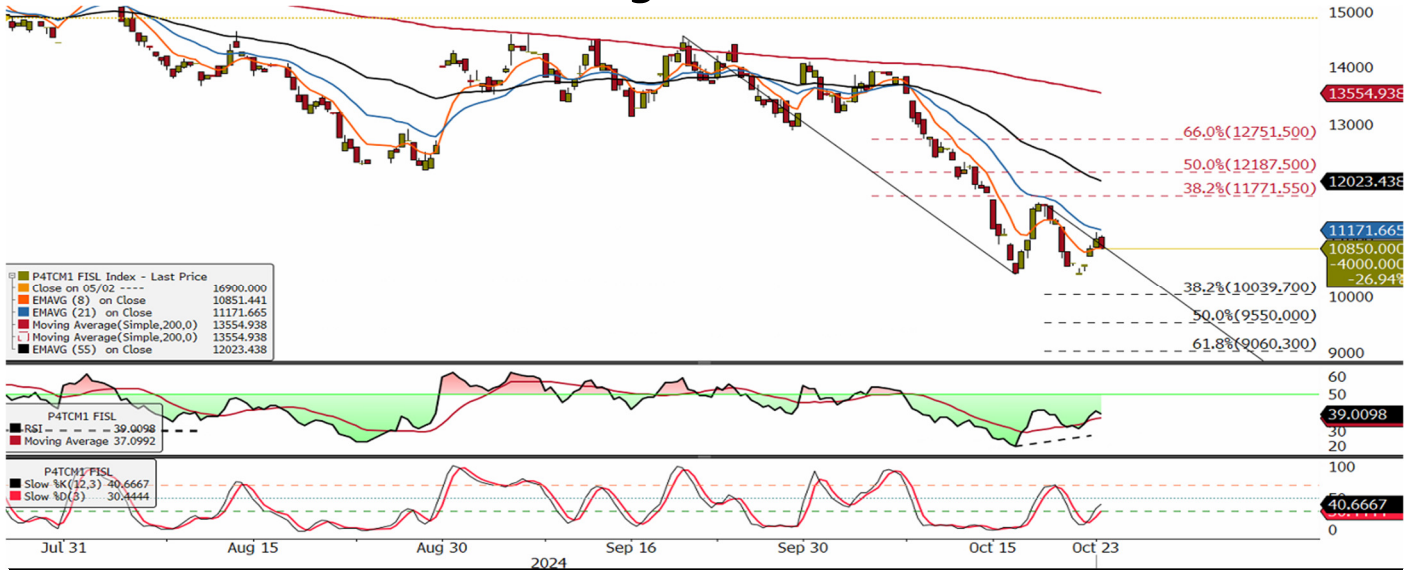 15000
14000
13554.938
13000
66.0%(12751.500)
50.0%(12187.500)
12023.438
38.2%(11771.550)
11171.665
10850.000
-4000.000
-26.94%
38.2%(10039.700)
10000
50.0%(9550.000)
61.8%(9060.300)
9000
P4TCM1 FISL Index - Last Price
Close on 05/02 ---- 16900.000
EMAVG (8) on Close 10851.441
EMAVG (21) on Close 11171.665
Moving Average(Simple,200,0) 13554.938
Moving Average(Simple,200,0) 13554.938
EMAVG (55) on Close 12023.438
60
50
39.0098
30
20
P4TCM1 FISL
RSI 39.0098
Moving Average 37.0992
100
40.6667
0
P4TCM1 FISL
Slow %K(12,3) 40.6667
Slow %D(3) 30.4444
Jul 31 Aug 15 Aug 30 Sep 16 Sep 30 Oct 15 Oct 23
2024